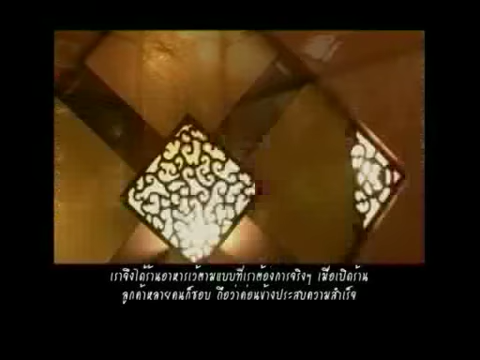 เราจึงได้ร้านอาหารเว้ตามแบบที่เราต้องการจริงๆ เมื่อเปิดร้าน
ลูกค้าหลายคนก็ชอบ ถือว่าค่อนข้างประสบความสำเร็จ